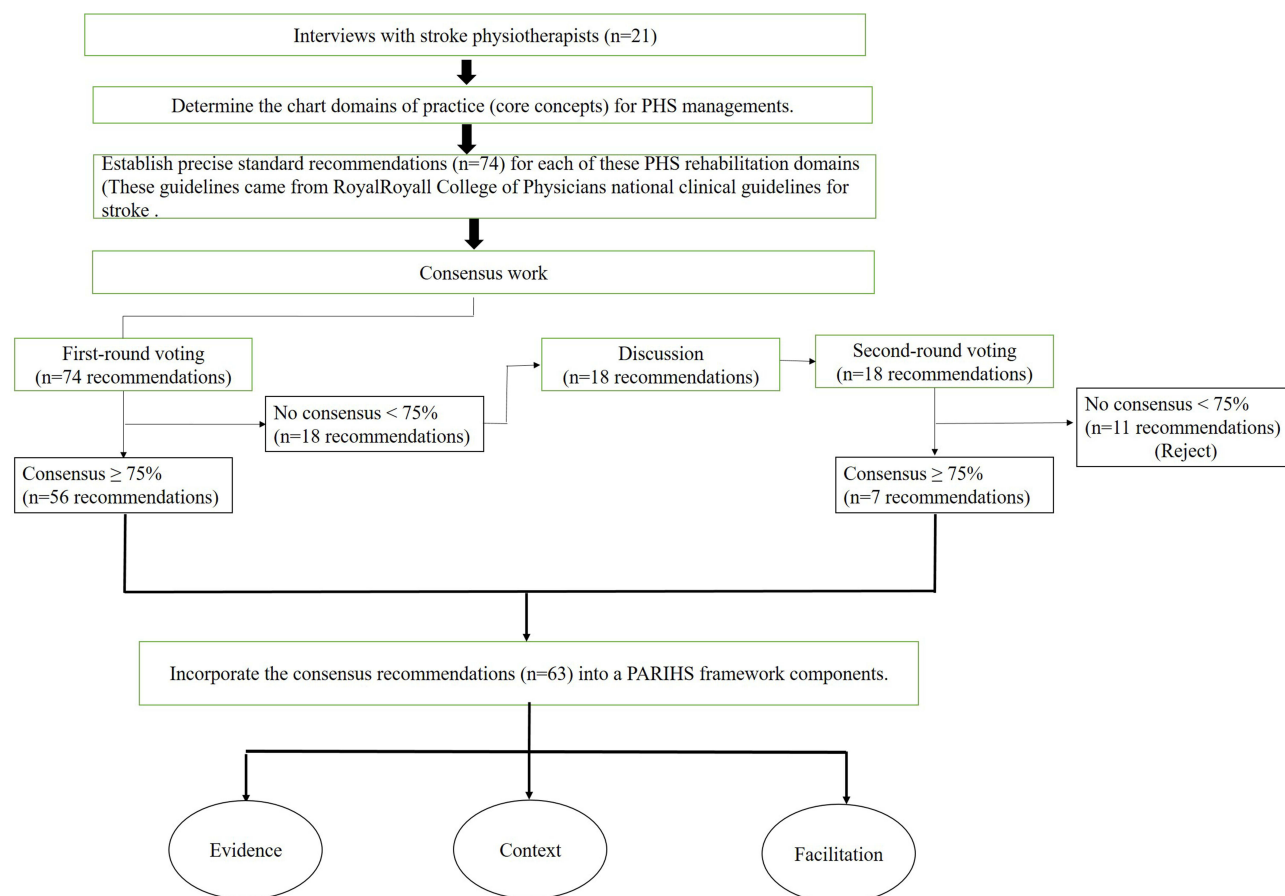 Interviews with stroke physiotherapists (n=21)
Determine the chart domains of practice (core concepts) for PHS managements.
Establish precise standard recommendations (n=74) for each of these PHS rehabilitation domains
(These guidelines came from RoyalRoyall College of Physicians national clinical guidelines for
stroke .
Consensus work
First-round voting
(n=74 recommendations)
No consensus < 75%
(n=18 recommendations)
Consensus ≥ 75%
(n=56 recommendations)
Discussion
(n=18 recommendations)
Second-round voting
(n=18 recommendations)
No consensus < 75%
(n=11 recommendations)
(Reject)
Consensus ≥ 75%
(n=7 recommendations)
Incorporate the consensus recommendations (n=63) into a PARIHS framework components.
Evidence
Context
Facilitation